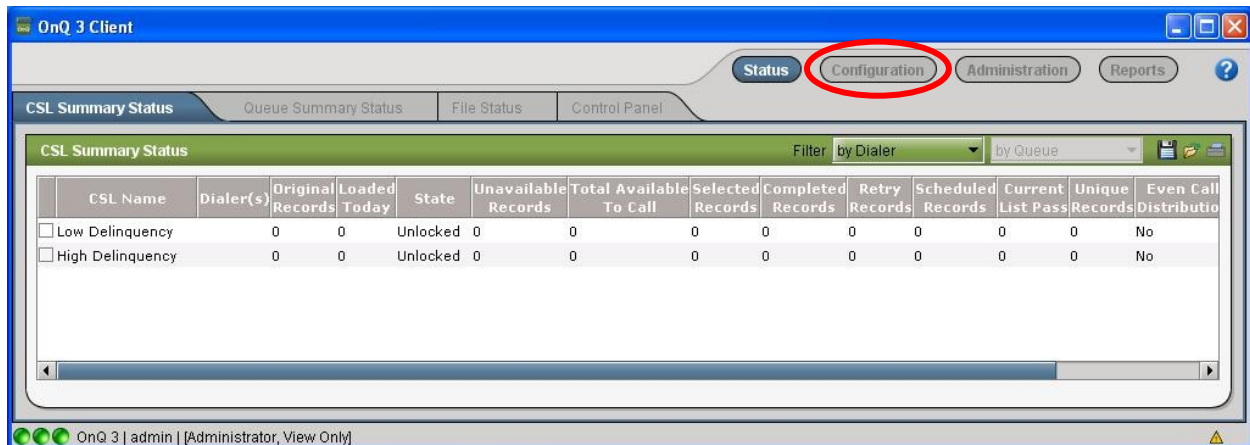 OnQ 3 Client
Status Configuration Administration Reports ?
CSL Summary Status Queue Summary Status File Status Control Panel
CSL Summary Status Filter by Dialer by Queue
CSL Name Dialer(s) Original Records Loaded Today State Unavailable Records Total Available To Call Selected Records Completed Records Retry Records Scheduled Records Current List Pass Unique Records Even Call Distributio
Low Delinquency 0 0 Unlocked 0 0 0 0 0 0 0 0 No
High Delinquency 0 0 Unlocked 0 0 0 0 0 0 0 0 No
OnQ 3 | admin | [Administrator, View Only]